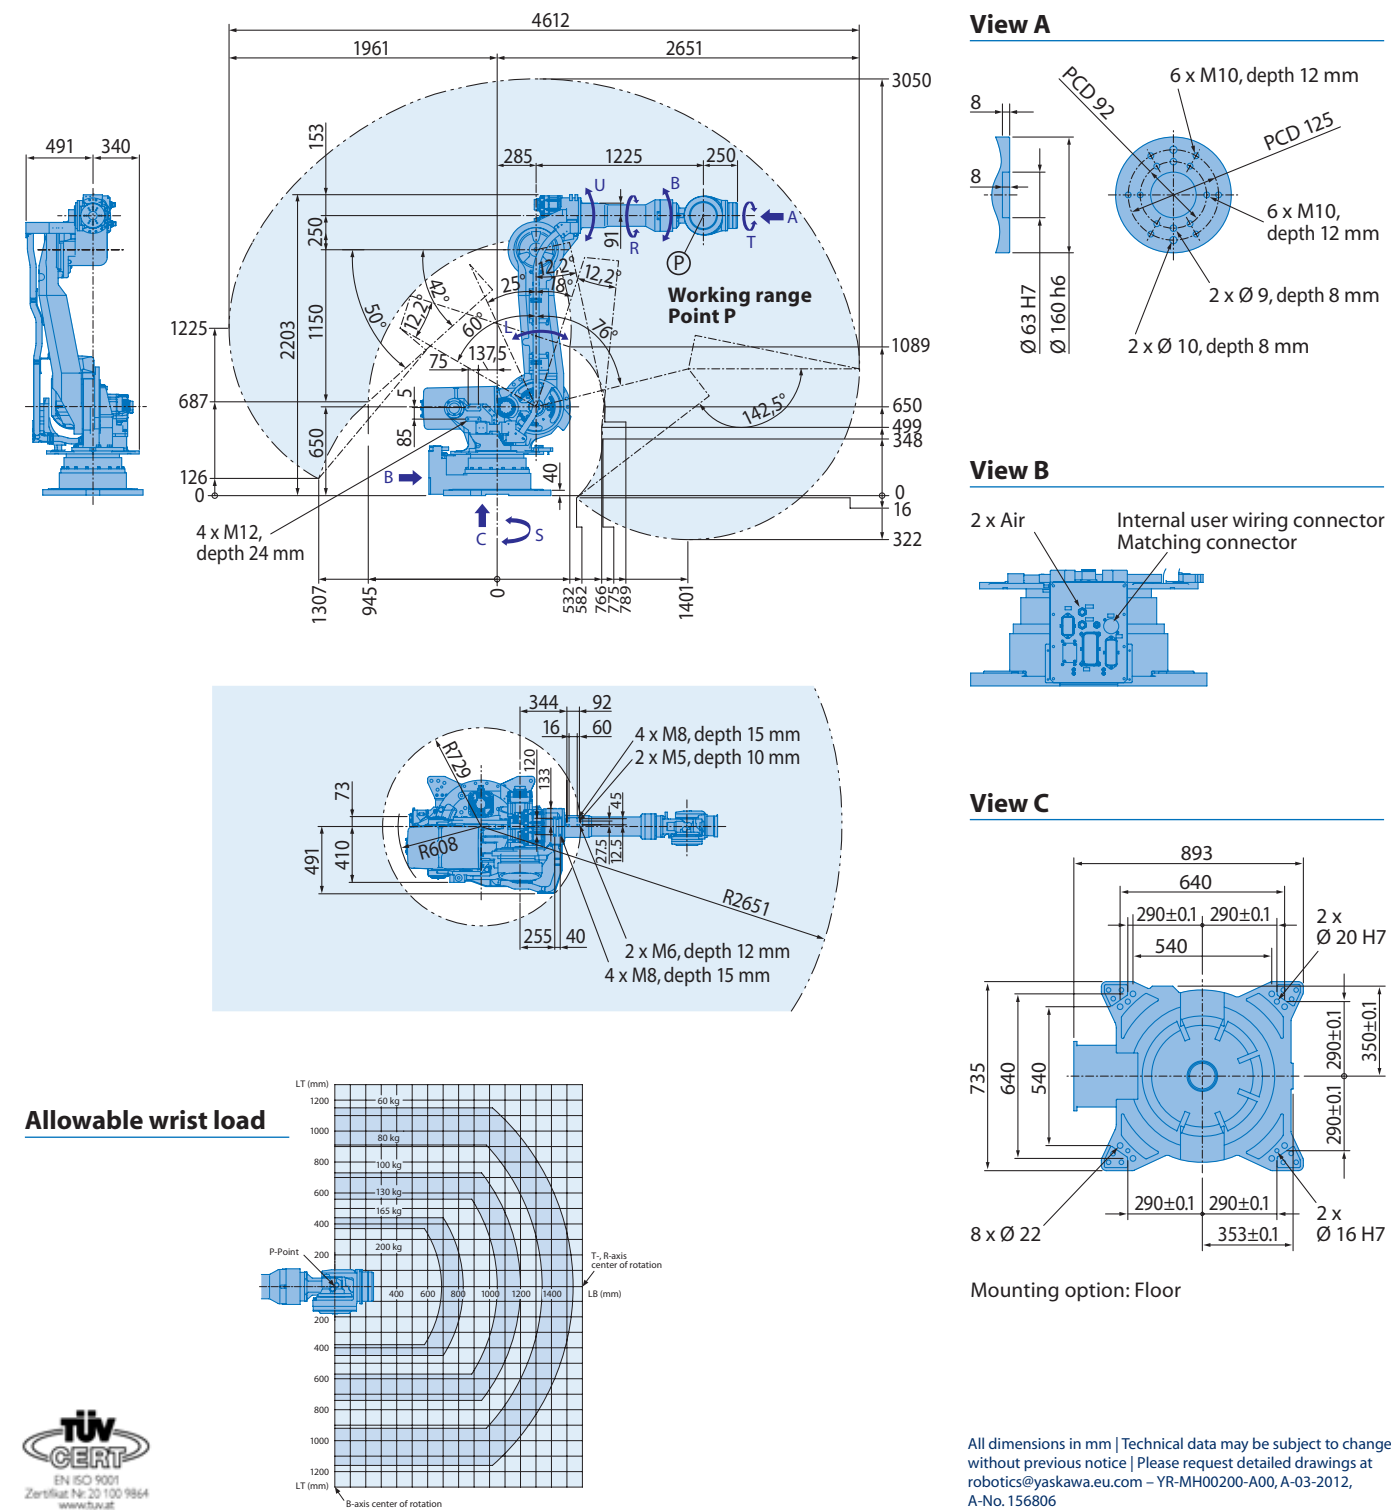 4612
1961
2651
3050
153
491
340
285
1225
250
U
B
A
R
T
91
P
Working range
Point P
250
2203
1150
650
1225
687
126
0
50°
42°
12,2°
60°
25°
12,2°
18°
12,2°
76°
L
75
137,5
5
85
142,5°
1089
650
499
348
0
16
322
B
40
C
S
4 x M12,
depth 24 mm
1307
945
0
532
582
766
775
789
1401
View A
8
8
PCD 92
6 x M10, depth 12 mm
PCD 125
6 x M10,
depth 12 mm
2 x Ø 9, depth 8 mm
2 x Ø 10, depth 8 mm
Ø 63 H7
Ø 160 h6
View B
2 x Air
Internal user wiring connector
Matching connector
344
92
16
60
4 x M8, depth 15 mm
2 x M5, depth 10 mm
R729
120
133
45
73
491
410
R608
27.5
12.5
R2651
255
40
2 x M6, depth 12 mm
4 x M8, depth 15 mm
View C
893
640
290±0.1
290±0.1
540
2 x
Ø 20 H7
735
640
540
290±0.1
290±0.1
350±0.1
290±0.1
290±0.1
353±0.1
8 x Ø 22
2 x
Ø 16 H7
Mounting option: Floor
Allowable wrist load
LT (mm)
1200
1000
800
600
400
200
60 kg
80 kg
100 kg
130 kg
165 kg
200 kg
P-Point
T-, R-axis
center of rotation
400
600
800
1000
1200
1400
LB (mm)
200
400
600
800
1000
1200
LT (mm)
B-axis center of rotation
TÜV
CERT
EN ISO 9001
Zertifikat Nr. 20 100 9864
www.tuv.at
All dimensions in mm | Technical data may be subject to change
without previous notice | Please request detailed drawings at
robotics@yaskawa.eu.com – YR-MH00200-A00, A-03-2012,
A-No. 156806